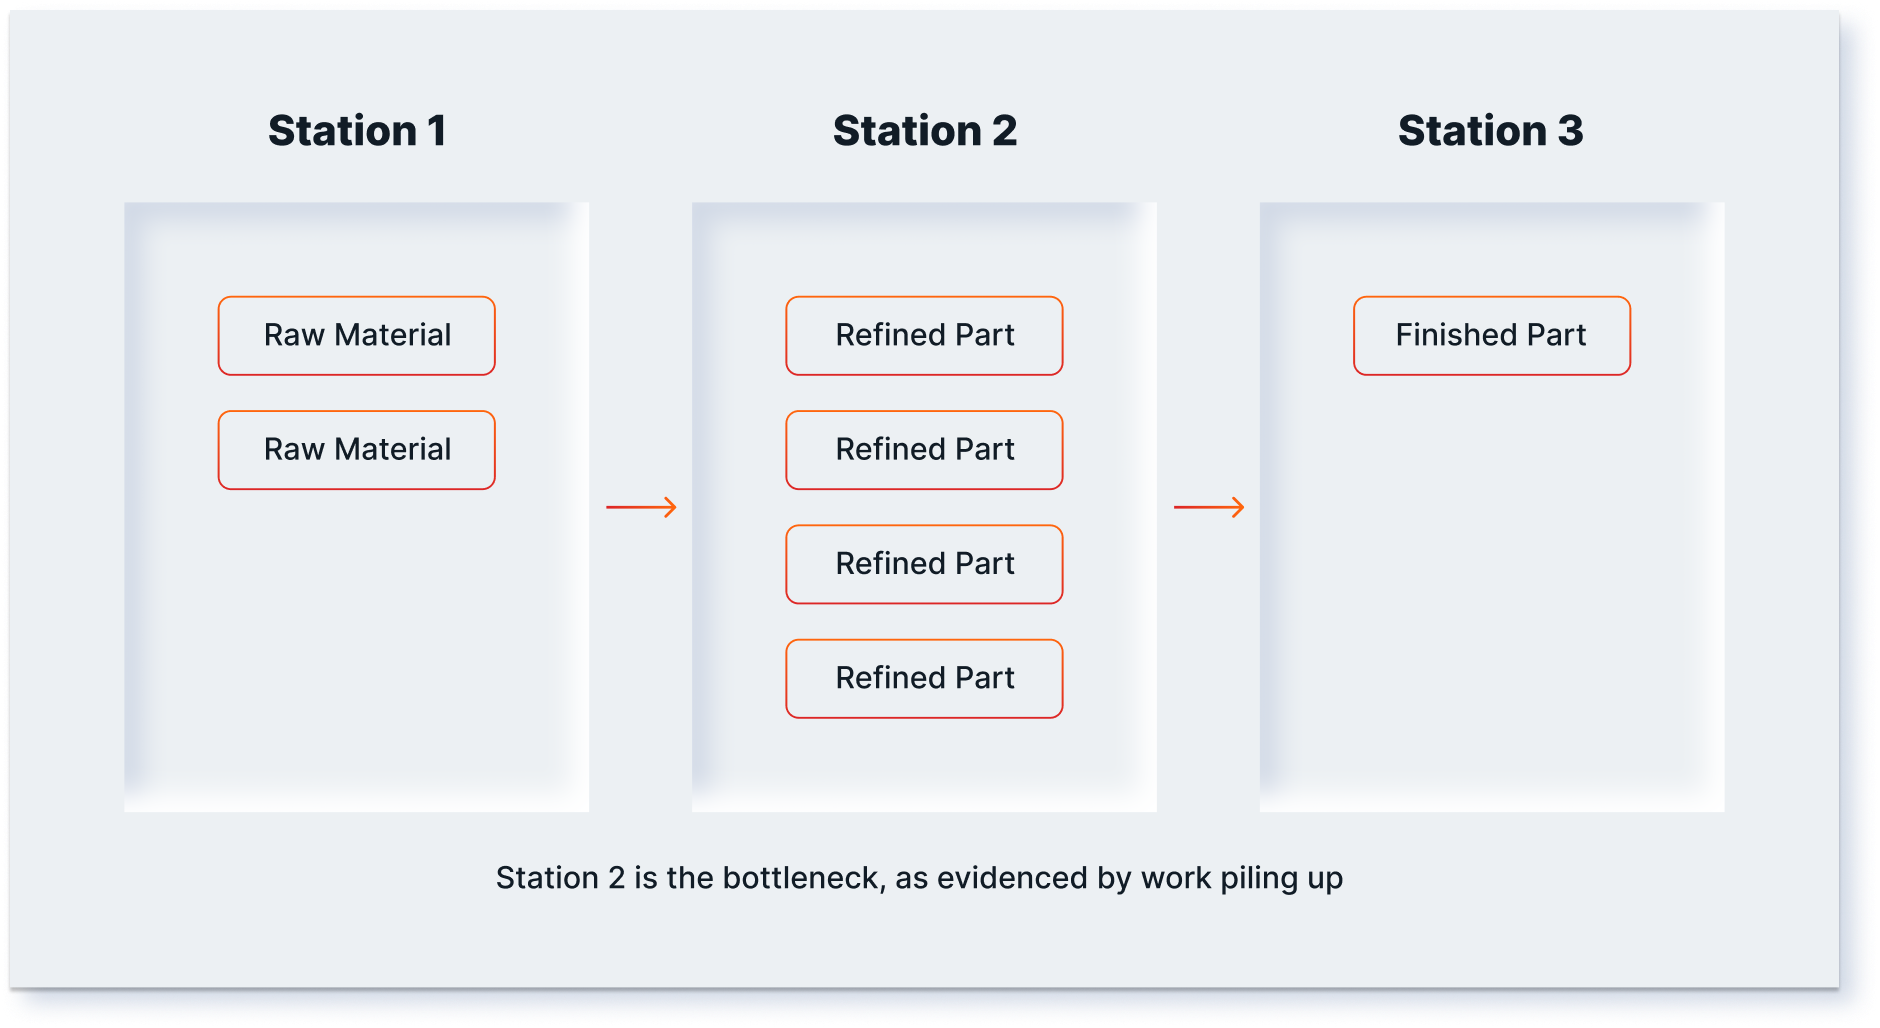 Station 1
Station 2
Station 3
Raw Material
Raw Material
Refined Part
Refined Part
Refined Part
Refined Part
Finished Part
Station 2 is the bottleneck, as evidenced by work piling up